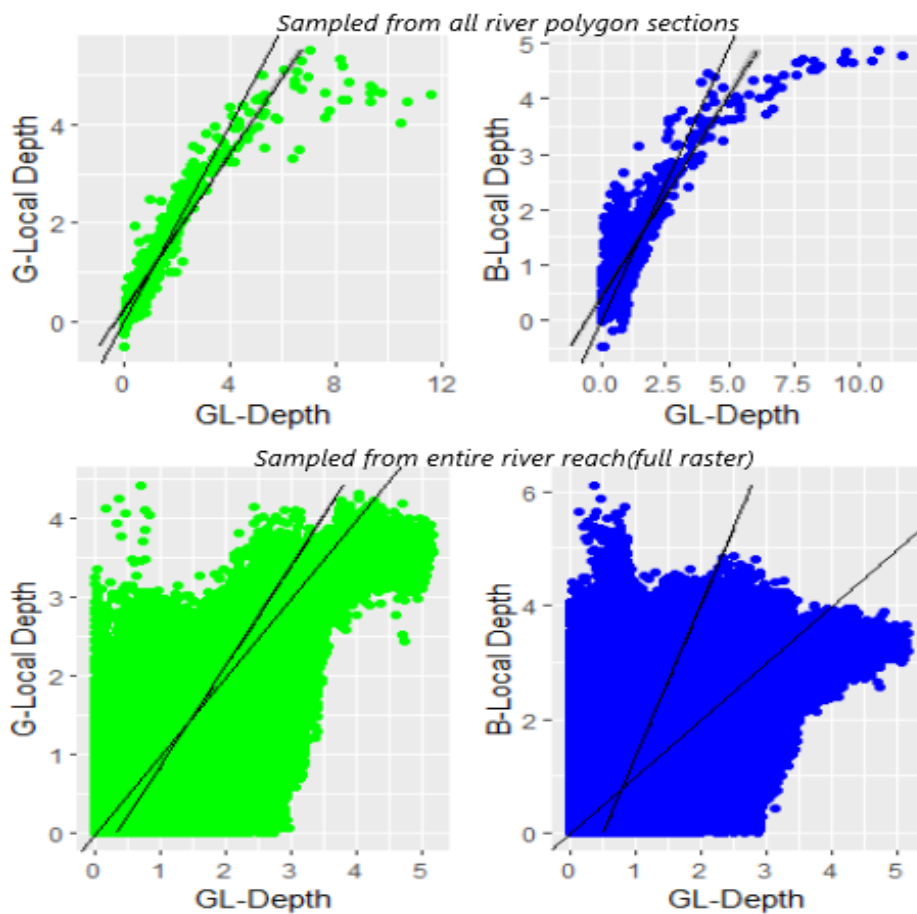 Sampled from all river polygon sections
G-Local Depth
4
2
0
0 4 8 12
GL-Depth
B-Local Depth
5
4
3
2
1
0
0.0 2.5 5.0 7.5 10.0
GL-Depth
Sampled from entire river reach(full raster)
G-Local Depth
4
3
2
1
0
0 1 2 3 4 5
GL-Depth
B-Local Depth
6
4
2
0
0 1 2 3 4 5
GL-Depth